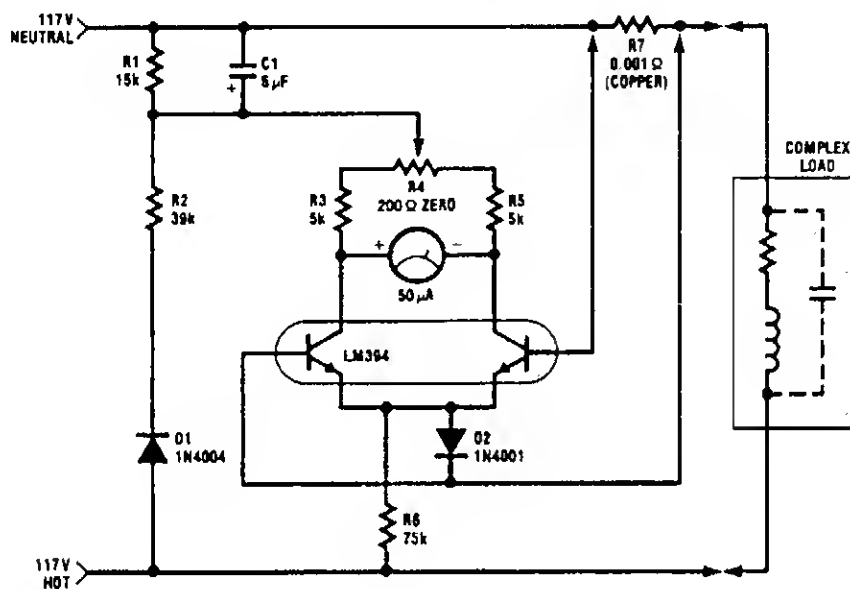 117V
NEUTRAL
R1
15k
C1
5 µF
+
R7
0.001 Ω
(COPPER)
COMPLEX
LOAD
R4
200 Ω ZERO
R3
5k
R5
5k
R2
39k
+
−
50 µA
LM394
D1
1N4004
D2
1N4001
R6
75k
117V
HOT